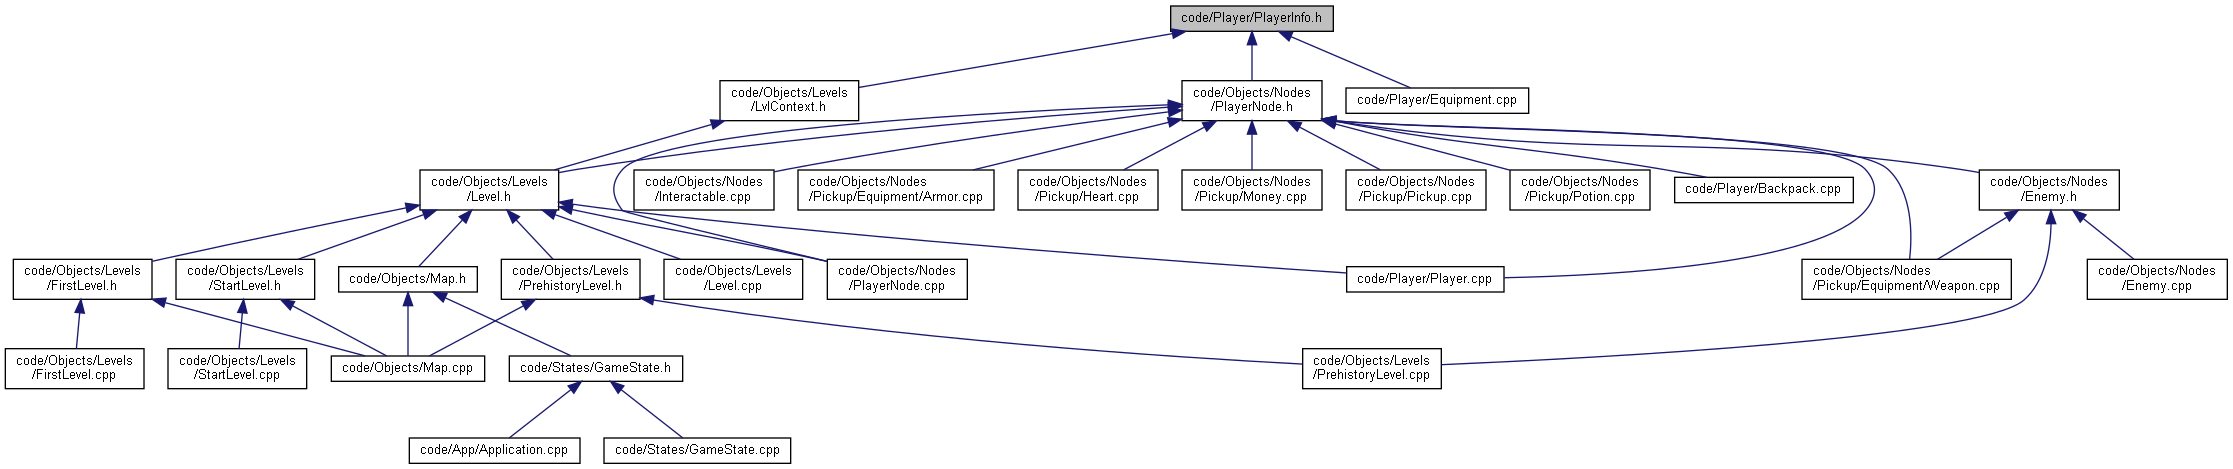 code/Player/PlayerInfo.h
code/Objects/Levels
/LvlContext.h
code/Objects/Nodes
/PlayerNode.h
code/Player/Equipment.cpp
code/Objects/Levels
/Level.h
code/Objects/Nodes
/Interactable.cpp
code/Objects/Nodes
/Pickup/Equipment/Armor.cpp
code/Objects/Nodes
/Pickup/Heart.cpp
code/Objects/Nodes
/Pickup/Money.cpp
code/Objects/Nodes
/Pickup/Pickup.cpp
code/Objects/Nodes
/Pickup/Potion.cpp
code/Player/Backpack.cpp
code/Objects/Nodes
/Enemy.h
code/Objects/Levels
/FirstLevel.h
code/Objects/Levels
/StartLevel.h
code/Objects/Map.h
code/Objects/Levels
/PrehistoryLevel.h
code/Objects/Levels
/Level.cpp
code/Objects/Nodes
/PlayerNode.cpp
code/Player/Player.cpp
code/Objects/Nodes
/Pickup/Equipment/Weapon.cpp
code/Objects/Nodes
/Enemy.cpp
code/Objects/Levels
/FirstLevel.cpp
code/Objects/Levels
/StartLevel.cpp
code/Objects/Map.cpp
code/States/GameState.h
code/Objects/Levels
/PrehistoryLevel.cpp
code/App/Application.cpp
code/States/GameState.cpp